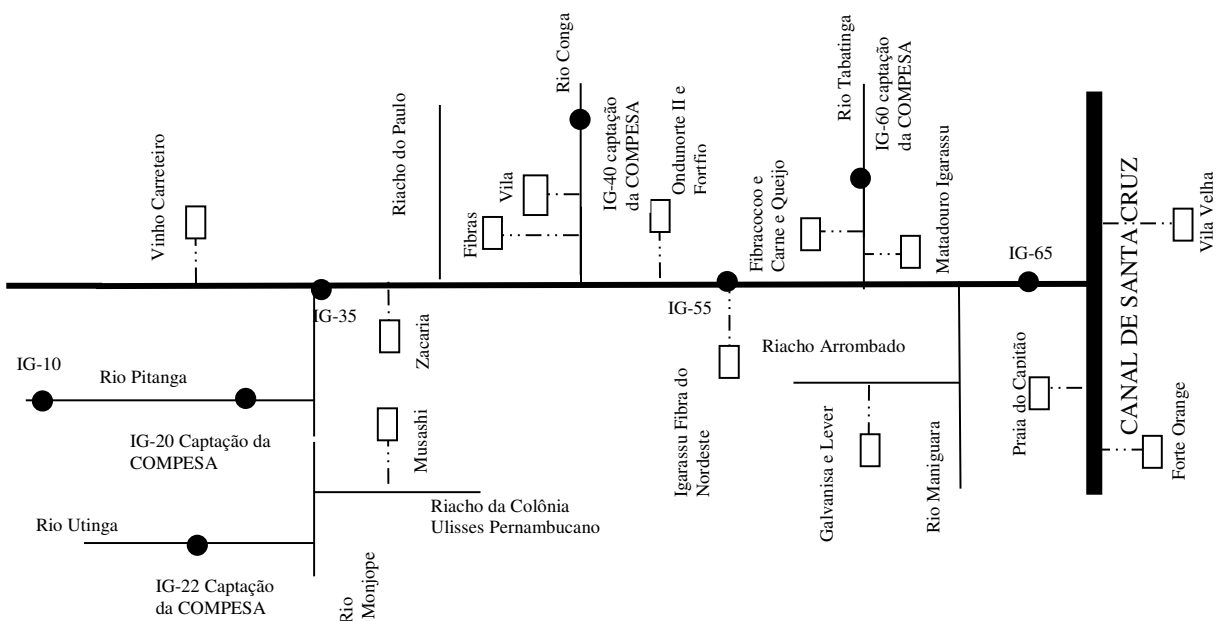 Vinho Carreteiro
Riacho do Paulo
Rio Conga
Vila
Fibras
IG-40 captação
da COMPESA
Ondunorte II e
Fortfio
Rio Tabatinga
IG-60 captação
da COMPESA
Fibracocoo e
Carne e Queijo
Matadouro Igarassu
IG-65
CANAL DE SANTA CRUZ
Vila Velha
IG-35
Zacaria
IG-55
Igarassu Fibra do
Nordeste
Riacho Arrombado
Galvanisa e Lever
Rio Maniguara
Praia do Capitão
Forte Orange
IG-10
Rio Pitanga
IG-20 Captação da
COMPESA
Musashi
Riacho da Colônia
Ulisses Pernambucano
Rio Utinga
IG-22 Captação
da COMPESA
Rio
Monjope